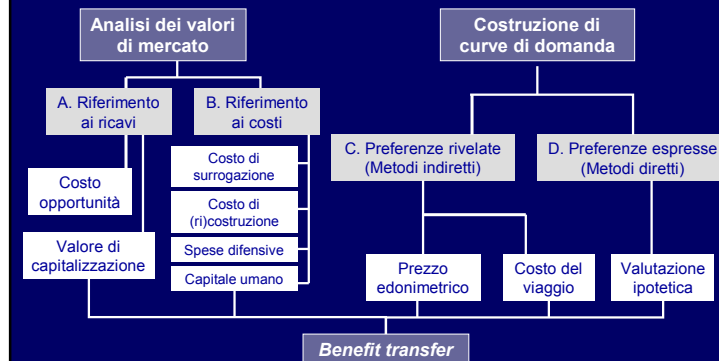 Analisi dei valori
di mercato
Costruzione di
curve di domanda
A. Riferimento
ai ricavi
B. Riferimento
ai costi
C. Preferenze rivelate
(Metodi indiretti)
D. Preferenze espresse
(Metodi diretti)
Costo
opportunità
Valore di
capitalizzazione
Costo di
surrogazione
Costo di
(ri)costruzione
Spese difensive
Capitale umano
Prezzo
edonimetrico
Costo del
viaggio
Valutazione
ipotetica
Benefit transfer